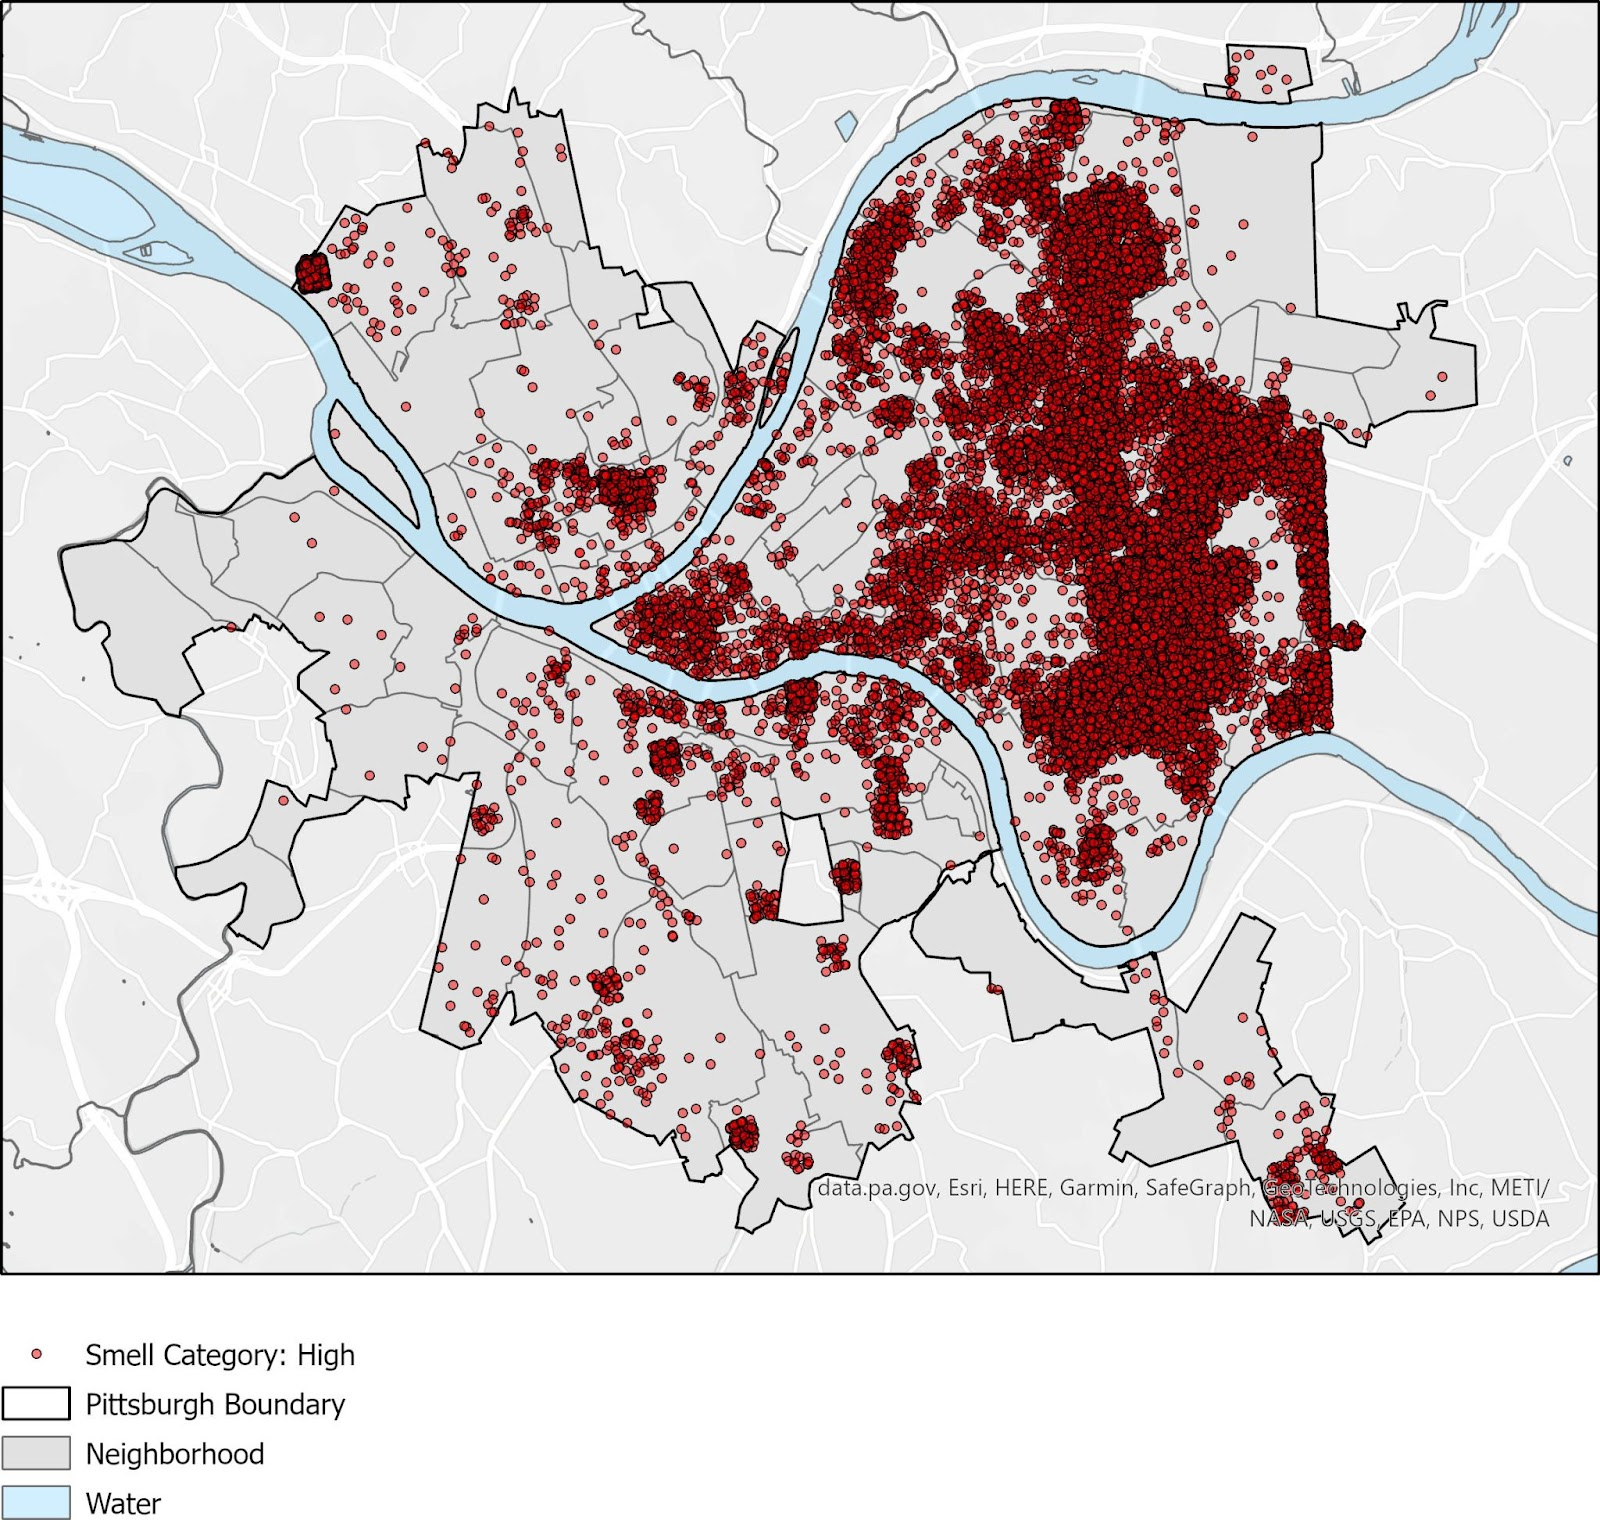 data.pa.gov, Esri, HERE, Garmin, SafeGraph, GeoTechnologies, Inc, METI/
NASA, USGS, EPA, NPS, USDA
Smell Category: High
Pittsburgh Boundary
Neighborhood
Water